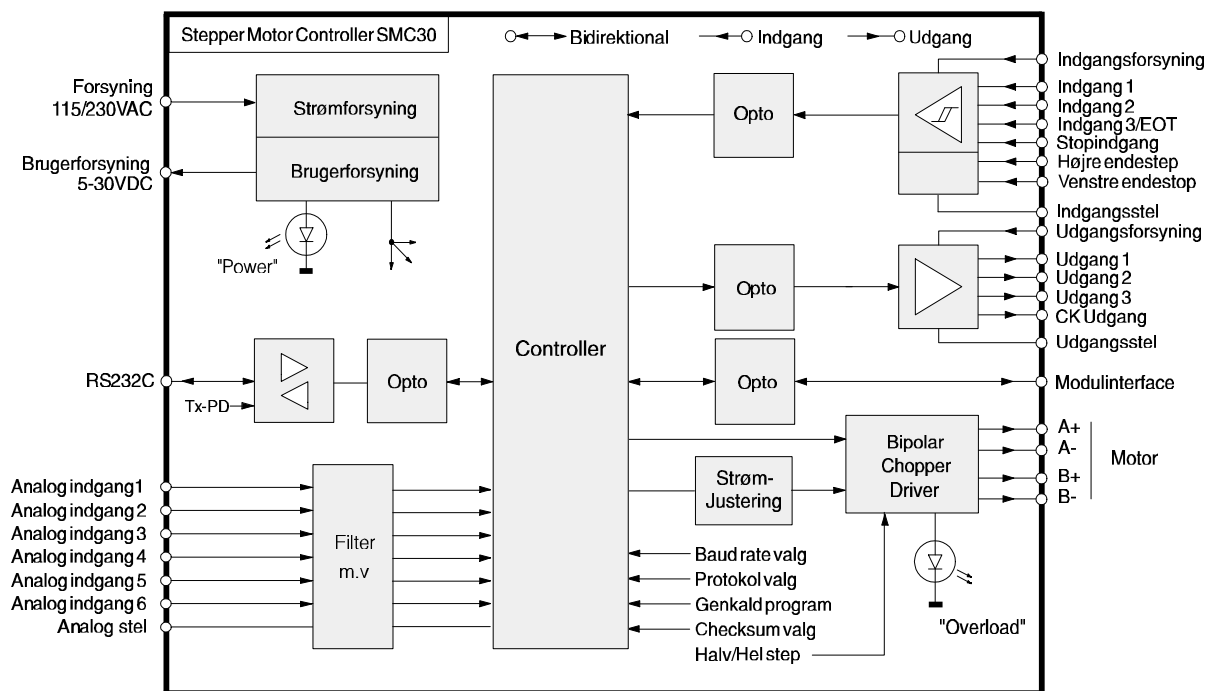 Stepper Motor Controller SMC30
Bidirektional
Indgang
Udgang
Forsyning
115/230VAC
Brugerforsyning
5-30VDC
Strømforsyning
Brugerforsyning
"Power"
RS232C
Tx-PD
Opto
Analog indgang 1
Analog indgang 2
Analog indgang 3
Analog indgang 4
Analog indgang 5
Analog indgang 6
Analog stel
Filter
m.v
Controller
Opto
Opto
Opto
Strøm-
Justering
Bipolar
Chopper
Driver
Baud rate valg
Protokol valg
Genkald program
Checksum valg
Halv/Hel step
"Overload"
Indgangsforsyning
Indgang 1
Indgang 2
Indgang 3/EOT
Stopindgang
Højre endestep
Venstre endestop
Indgangsstel
Udgangsforsyning
Udgang 1
Udgang 2
Udgang 3
CK Udgang
Udgangsstel
Modulinterface
A+
A-
B+
B-
Motor